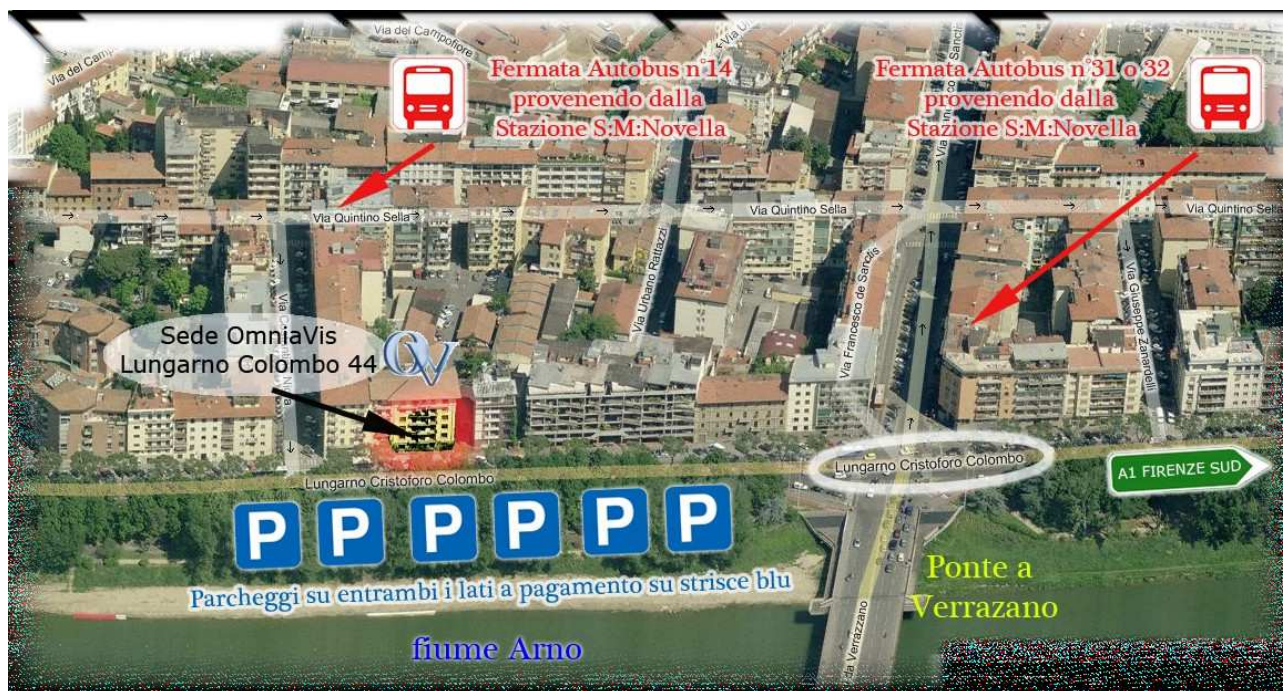 Via del Campofiore
Via del Campofiore
Fermata Autobus n°14
provenendo dalla
Stazione S:M:Novella
Fermata Autobus n°31 o 32
provenendo dalla
Stazione S:M:Novella
Via Quintino Sella
Via Quintino Sella
Via Quintino Sella
Via Urbano Rattazzi
Via Francesco de Sanctis
Via Giuseppe Zanardelli
Sede OmniaVis
Lungarno Colombo 44
OV
Lungarno Cristoforo Colombo
Lungarno Cristoforo Colombo
A1 FIRENZE SUD
P P P P P P
Parcheggi su entrambi i lati a pagamento su strisce blu
Ponte a
Verrazano
fiume Arno